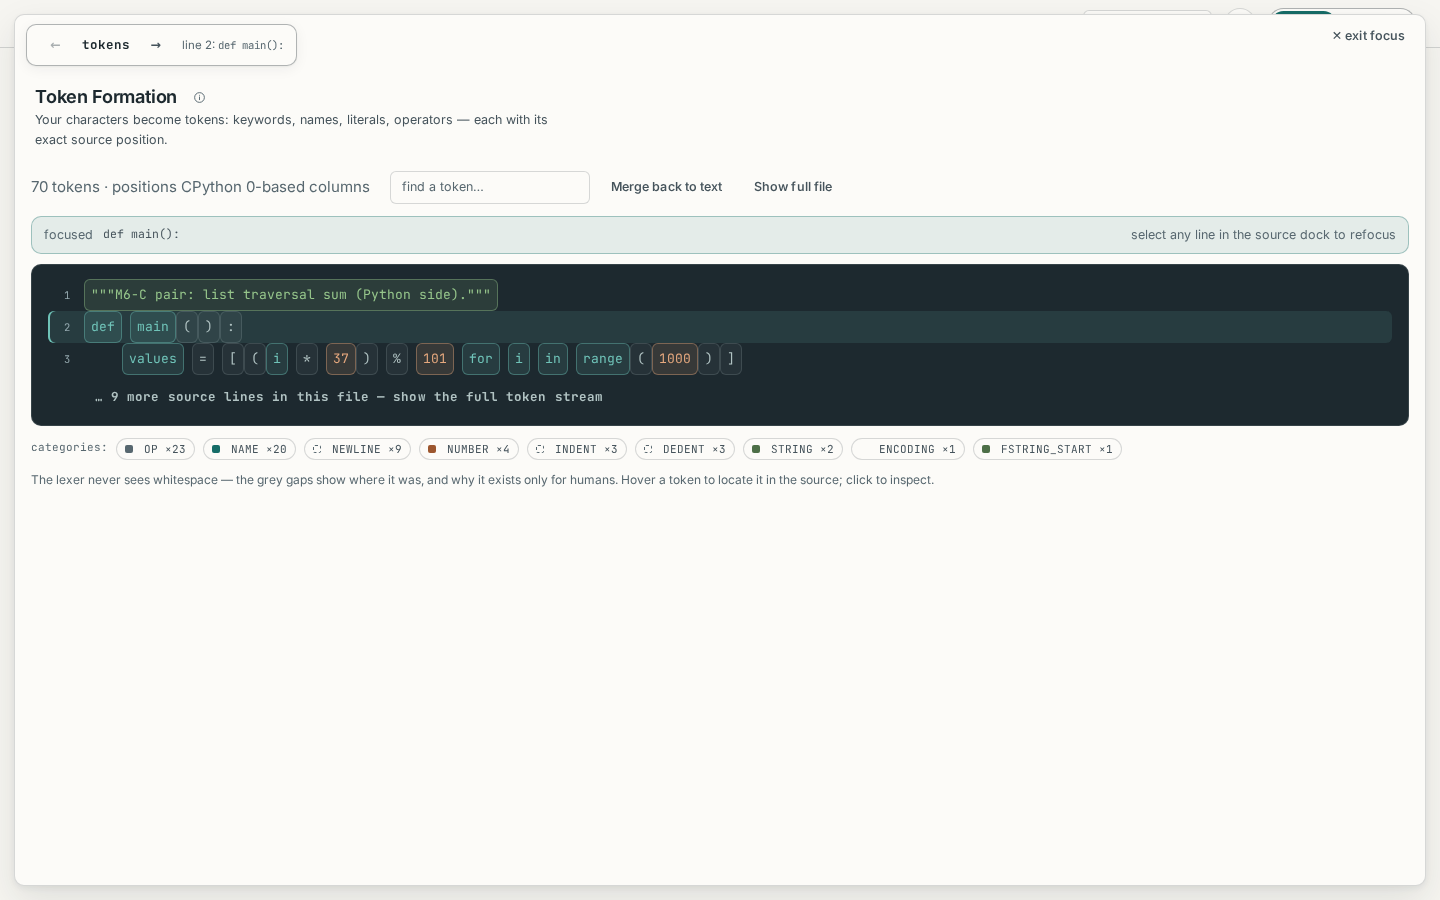 ← tokens → line 2: def main():
✕ exit focus
Token Formation
Your characters become tokens: keywords, names, literals, operators — each with its
exact source position.
70 tokens · positions CPython 0-based columns
find a token…
Merge back to text
Show full file
focused def main():
select any line in the source dock to refocus
1 """M6-C pair: list traversal sum (Python side)."""
2 def main ( ) :
3 values = [ ( i * 37 ) % 101 for i in range ( 1000 ) ]
… 9 more source lines in this file — show the full token stream
categories: OP ×23 NAME ×20 NEWLINE ×9 NUMBER ×4 INDENT ×3 DEDENT ×3 STRING ×2 ENCODING ×1 FSTRING_START ×1
The lexer never sees whitespace — the grey gaps show where it was, and why it exists only for humans. Hover a token to locate it in the source; click to inspect.